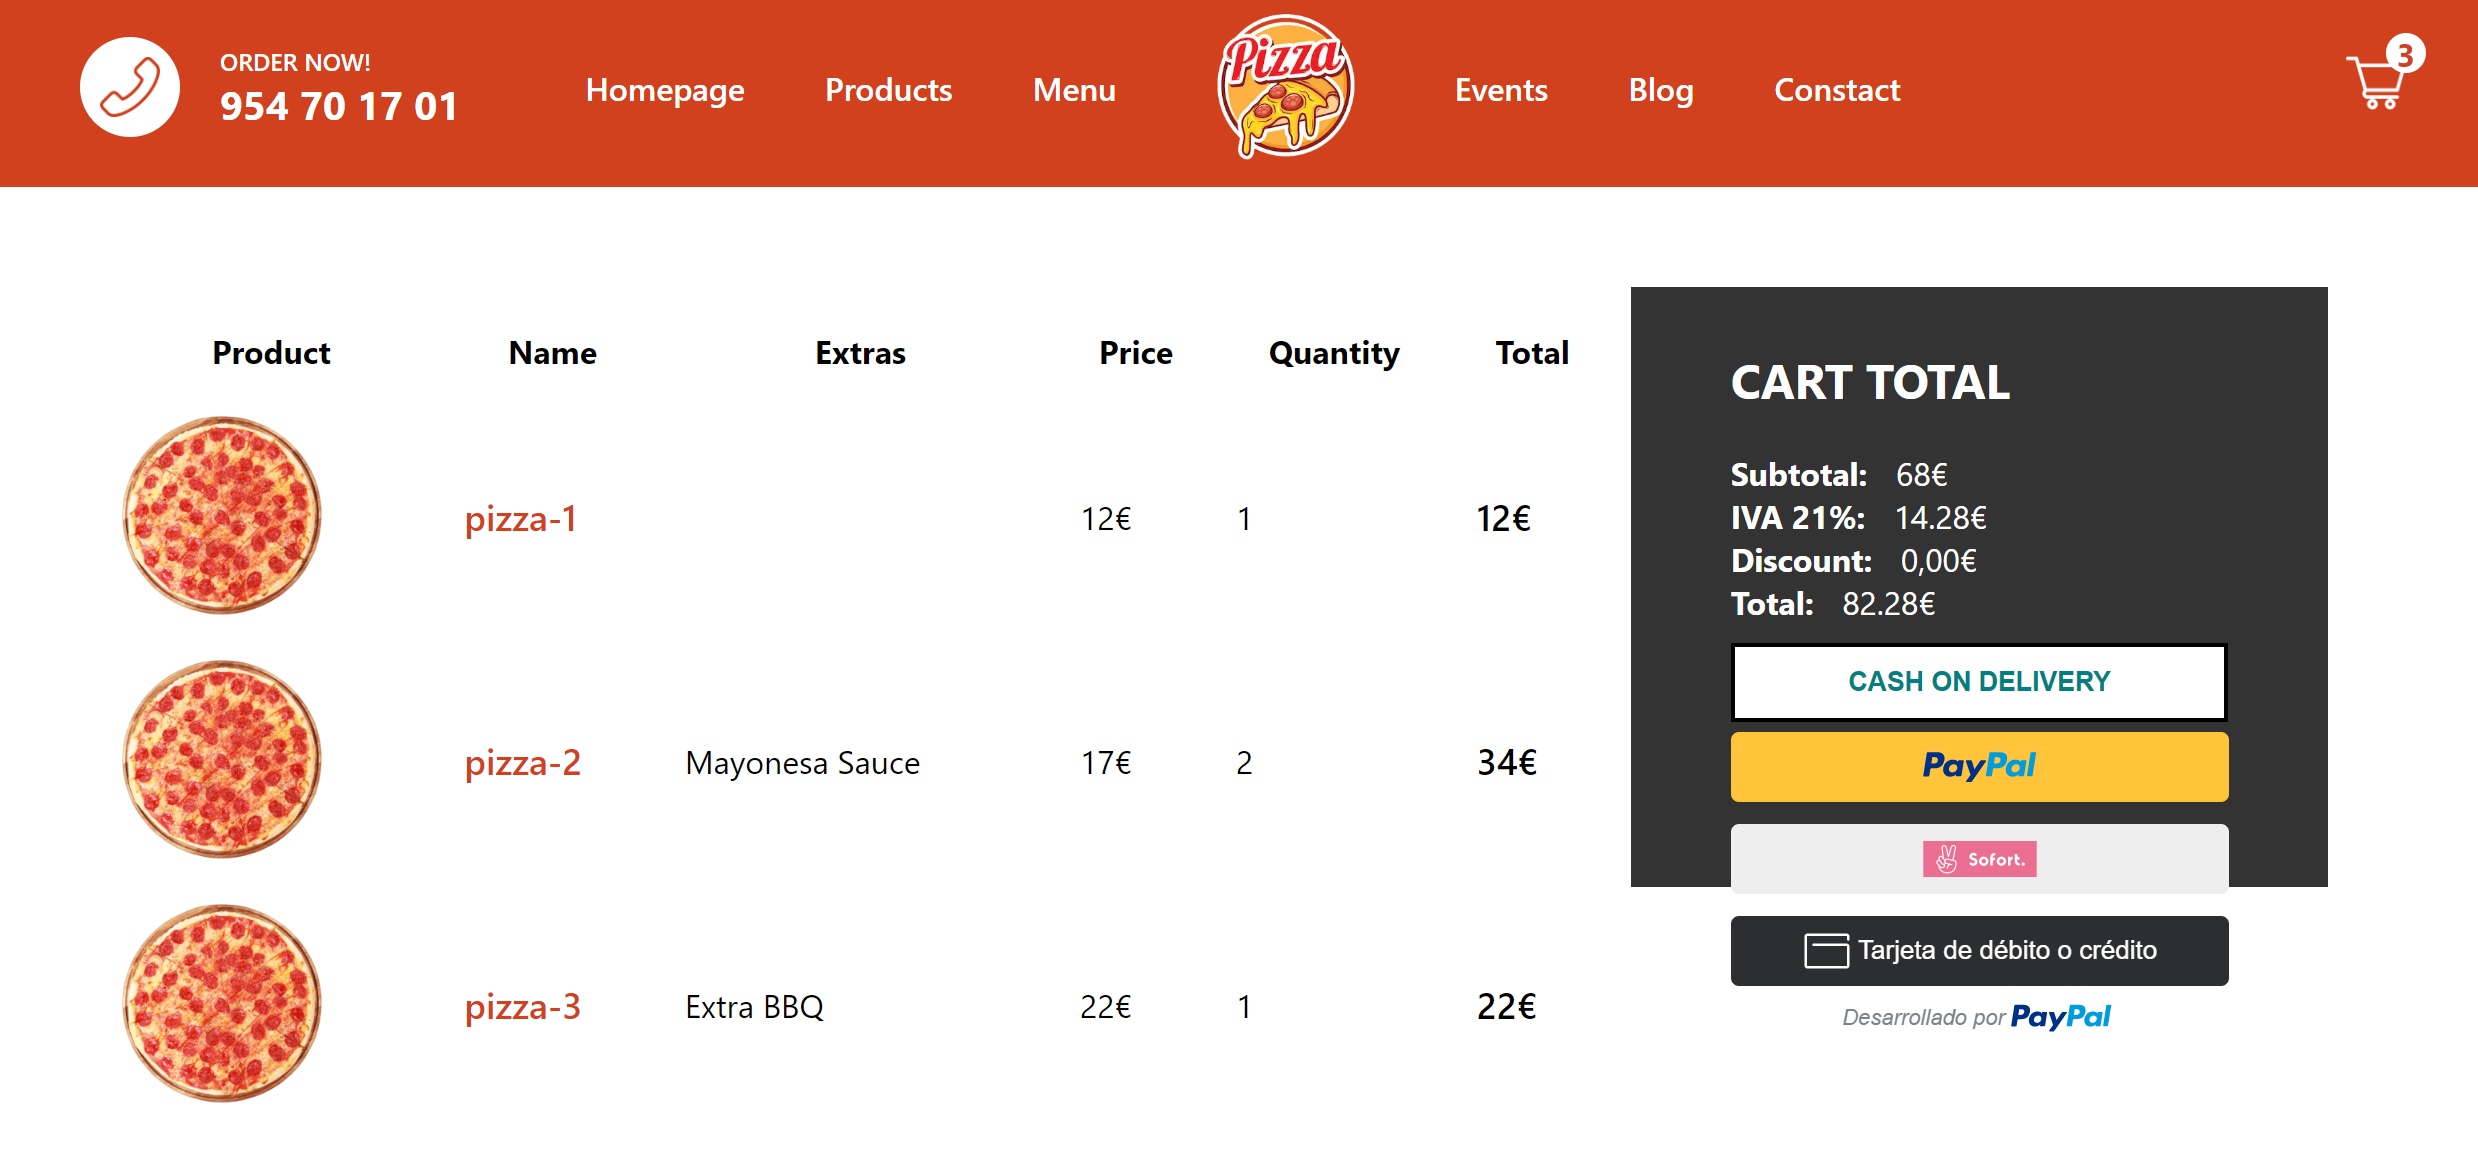 ORDER NOW!
954 70 17 01
Homepage
Products
Menu
Pizza
Events
Blog
Constact
3
Product Name Extras Price Quantity Total
pizza-1 12€ 1 12€
pizza-2 Mayonesa Sauce 17€ 2 34€
pizza-3 Extra BBQ 22€ 1 22€
CART TOTAL
Subtotal: 68€
IVA 21%: 14.28€
Discount: 0,00€
Total: 82.28€
CASH ON DELIVERY
PayPal
Sofort.
Tarjeta de débito o crédito
Desarrollado por PayPal